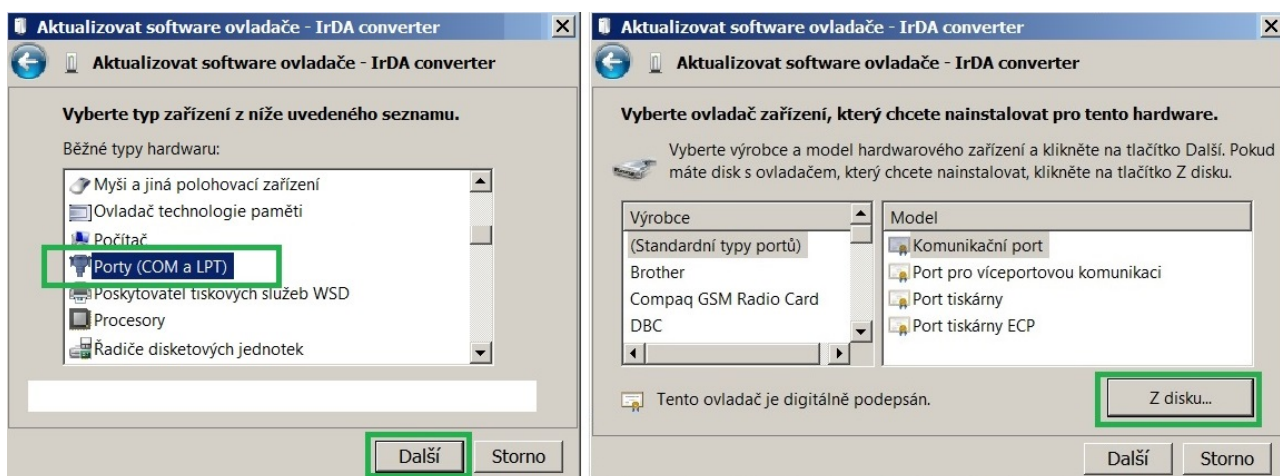 Aktualizovat software ovladače - IrDA converter
Aktualizovat software ovladače - IrDA converter
Vyberte typ zařízení z níže uvedeného seznamu.
Běžné typy hardwaru:
Myši a jiná polohovací zařízení
Ovladač technologie paměti
Počítač
Porty (COM a LPT)
Poskytovatel tiskových služeb WSD
Procesory
Řadiče disketových jednotek
Další
Storno
Aktualizovat software ovladače - IrDA converter
Aktualizovat software ovladače - IrDA converter
Vyberte ovladač zařízení, který chcete nainstalovat pro tento hardware.
Vyberte výrobce a model hardwarového zařízení a klikněte na tlačítko Další. Pokud
máte disk s ovladačem, který chcete nainstalovat, klikněte na tlačítko Z disku.
Výrobce
(Standardní typy portů)
Brother
Compaq GSM Radio Card
DBC
Model
Komunikační port
Port pro víceportovou komunikaci
Port tiskárny
Port tiskárny ECP
Tento ovladač je digitálně podepsán.
Z disku...
Další
Storno